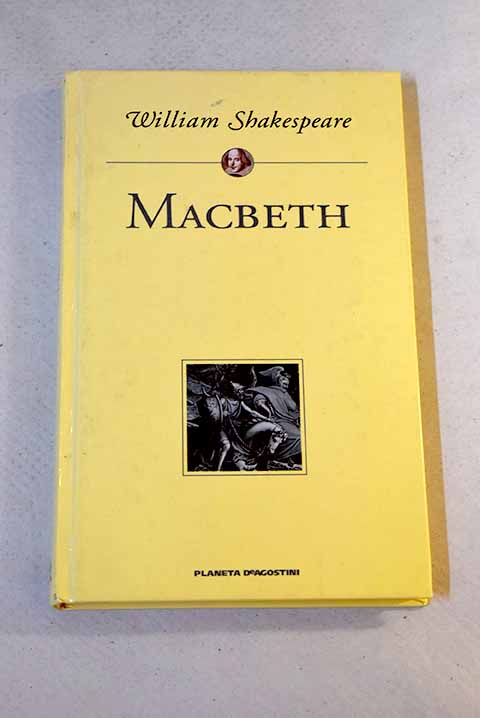 William Shakespeare
MACBETH
PLANETA DeAGOSTINI